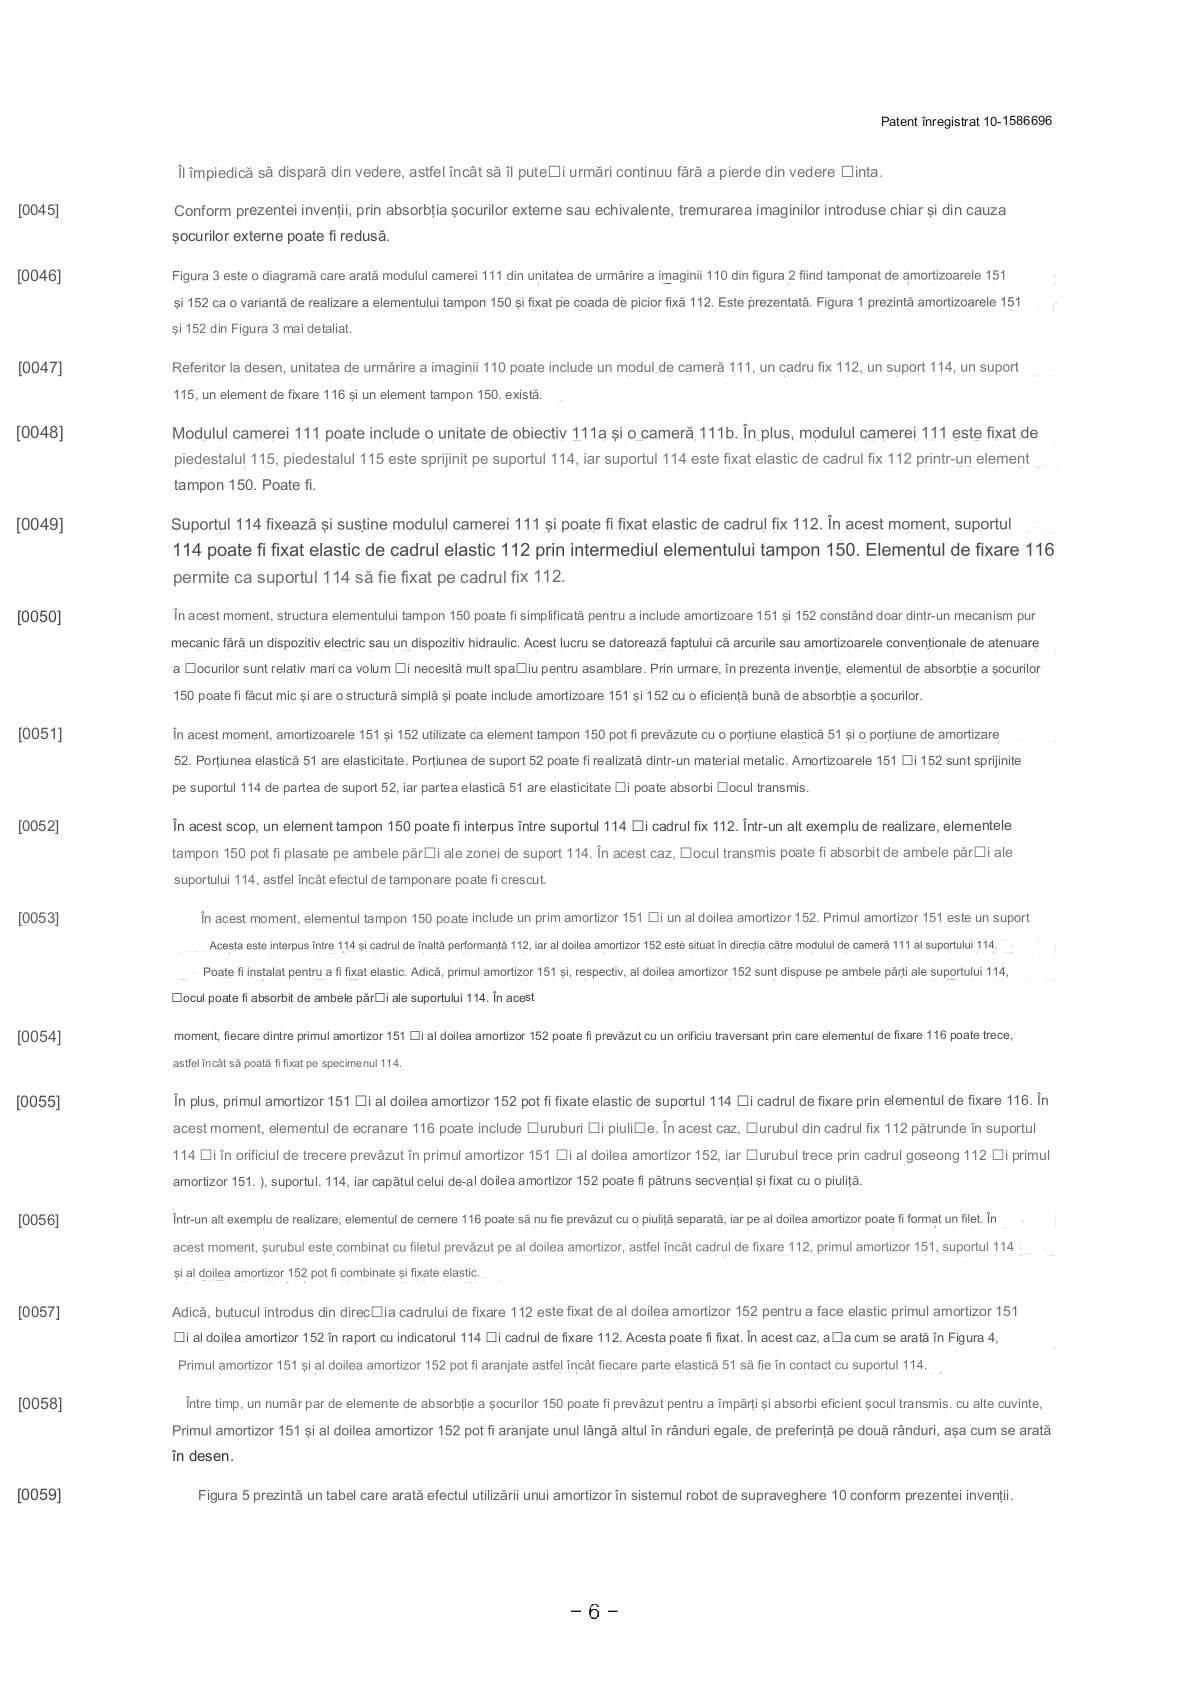 Patent înregistrat 10-1586696
Îl împiedică să dispară din vedere, astfel încât să îl pute□i urmări continuu fără a pierde din vedere □inta.
[0045] Conform prezentei invenții, prin absorbția șocurilor externe sau echivalente, tremurarea imaginilor introduse chiar și din cauza
șocurilor externe poate fi redusă.
[0046] Figura 3 este o diagramă care arată modulul camerei 111 din unitatea de urmărire a imaginii 110 din figura 2 fiind tamponat de amortizoarele 151
și 152 ca o variantă de realizare a elementului tampon 150 și fixat pe coada de picior fixă 112. Este prezentată. Figura 1 prezintă amortizoarele 151
și 152 din Figura 3 mai detaliat.
[0047] Referitor la desen, unitatea de urmărire a imaginii 110 poate include un modul de cameră 111, un cadru fix 112, un suport 114, un suport
115, un element de fixare 116 și un element tampon 150. există.
[0048] Modulul camerei 111 poate include o unitate de obiectiv 111a și o cameră 111b. În plus, modulul camerei 111 este fixat de
piedestalul 115, piedestalul 115 este sprijinit pe suportul 114, iar suportul 114 este fixat elastic de cadrul fix 112 printr-un element
tampon 150. Poate fi.
[0049] Suportul 114 fixează și susține modulul camerei 111 și poate fi fixat elastic de cadrul fix 112. În acest moment, suportul
114 poate fi fixat elastic de cadrul elastic 112 prin intermediul elementului tampon 150. Elementul de fixare 116
permite ca suportul 114 să fie fixat pe cadrul fix 112.
[0050] În acest moment, structura elementului tampon 150 poate fi simplificată pentru a include amortizoare 151 și 152 constând doar dintr-un mecanism pur
mecanic fără un dispozitiv electric sau un dispozitiv hidraulic. Acest lucru se datorează faptului că arcurile sau amortizoarele convenționale de atenuare
a □ocurilor sunt relativ mari ca volum □i necesită mult spa□iu pentru asamblare. Prin urmare, în prezenta invenție, elementul de absorbție a șocurilor
150 poate fi făcut mic și are o structură simplă și poate include amortizoare 151 și 152 cu o eficiență bună de absorbție a șocurilor.
[0051] În acest moment, amortizoarele 151 și 152 utilizate ca element tampon 150 pot fi prevăzute cu o porțiune elastică 51 și o porțiune de amortizare
52. Porțiunea elastică 51 are elasticitate. Porțiunea de suport 52 poate fi realizată dintr-un material metalic. Amortizoarele 151 □i 152 sunt sprijinite
pe suportul 114 de partea de suport 52, iar partea elastică 51 are elasticitate □i poate absorbi □ocul transmis.
[0052] În acest scop, un element tampon 150 poate fi interpus între suportul 114 □i cadrul fix 112. Într-un alt exemplu de realizare, elementele
tampon 150 pot fi plasate pe ambele păr□i ale zonei de suport 114. În acest caz, □ocul transmis poate fi absorbit de ambele păr□i ale
suportului 114, astfel încât efectul de tamponare poate fi crescut.
[0053] În acest moment, elementul tampon 150 poate include un prim amortizor 151 □i un al doilea amortizor 152. Primul amortizor 151 este un suport
Acesta este interpus între 114 și cadrul de înaltă performanță 112, iar al doilea amortizor 152 este situat în direcția către modulul de cameră 111 al suportului 114.
Poate fi instalat pentru a fi fixat elastic. Adică, primul amortizor 151 și, respectiv, al doilea amortizor 152 sunt dispuse pe ambele părți ale suportului 114,
□ocul poate fi absorbit de ambele păr□i ale suportului 114. În acest
[0054] moment, fiecare dintre primul amortizor 151 □i al doilea amortizor 152 poate fi prevăzut cu un orificiu traversant prin care elementul de fixare 116 poate trece,
astfel încât să poată fi fixat pe specimenul 114.
[0055] În plus, primul amortizor 151 □i al doilea amortizor 152 pot fi fixate elastic de suportul 114 □i cadrul de fixare prin elementul de fixare 116. În
acest moment, elementul de ecranare 116 poate include □uruburi □i piuli□e. În acest caz, □urubul din cadrul fix 112 pătrunde în suportul
114 □i în orificiul de trecere prevăzut în primul amortizor 151 □i al doilea amortizor 152, iar □urubul trece prin cadrul goseong 112 □i primul
amortizor 151. ), suportul. 114, iar capătul celui de-al doilea amortizor 152 poate fi pătruns secvențial și fixat cu o piuliță.
[0056] Într-un alt exemplu de realizare, elementul de cernere 116 poate să nu fie prevăzut cu o piuliță separată, iar pe al doilea amortizor poate fi format un filet. În
acest moment, șurubul este combinat cu filetul prevăzut pe al doilea amortizor, astfel încât cadrul de fixare 112, primul amortizor 151, suportul 114
și al doilea amortizor 152 pot fi combinate și fixate elastic.
[0057] Adică, butucul introdus din direc□ia cadrului de fixare 112 este fixat de al doilea amortizor 152 pentru a face elastic primul amortizor 151
□i al doilea amortizor 152 în raport cu indicatorul 114 □i cadrul de fixare 112. Acesta poate fi fixat. În acest caz, a□a cum se arată în Figura 4,
Primul amortizor 151 și al doilea amortizor 152 pot fi aranjate astfel încât fiecare parte elastică 51 să fie în contact cu suportul 114.
[0058] Între timp, un număr par de elemente de absorbție a șocurilor 150 poate fi prevăzut pentru a împărți și absorbi eficient șocul transmis. cu alte cuvinte,
Primul amortizor 151 și al doilea amortizor 152 pot fi aranjate unul lângă altul în rânduri egale, de preferință pe două rânduri, așa cum se arată
în desen.
[0059] Figura 5 prezintă un tabel care arată efectul utilizării unui amortizor în sistemul robot de supraveghere 10 conform prezentei invenții.
- 6 -